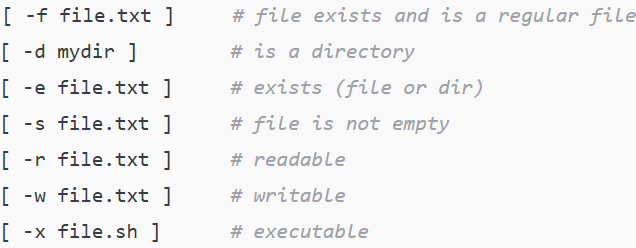 [ -f file.txt ]     # file exists and is a regular file
[ -d mydir ]        # is a directory
[ -e file.txt ]     # exists (file or dir)
[ -s file.txt ]     # file is not empty
[ -r file.txt ]     # readable
[ -w file.txt ]     # writable
[ -x file.sh ]      # executable